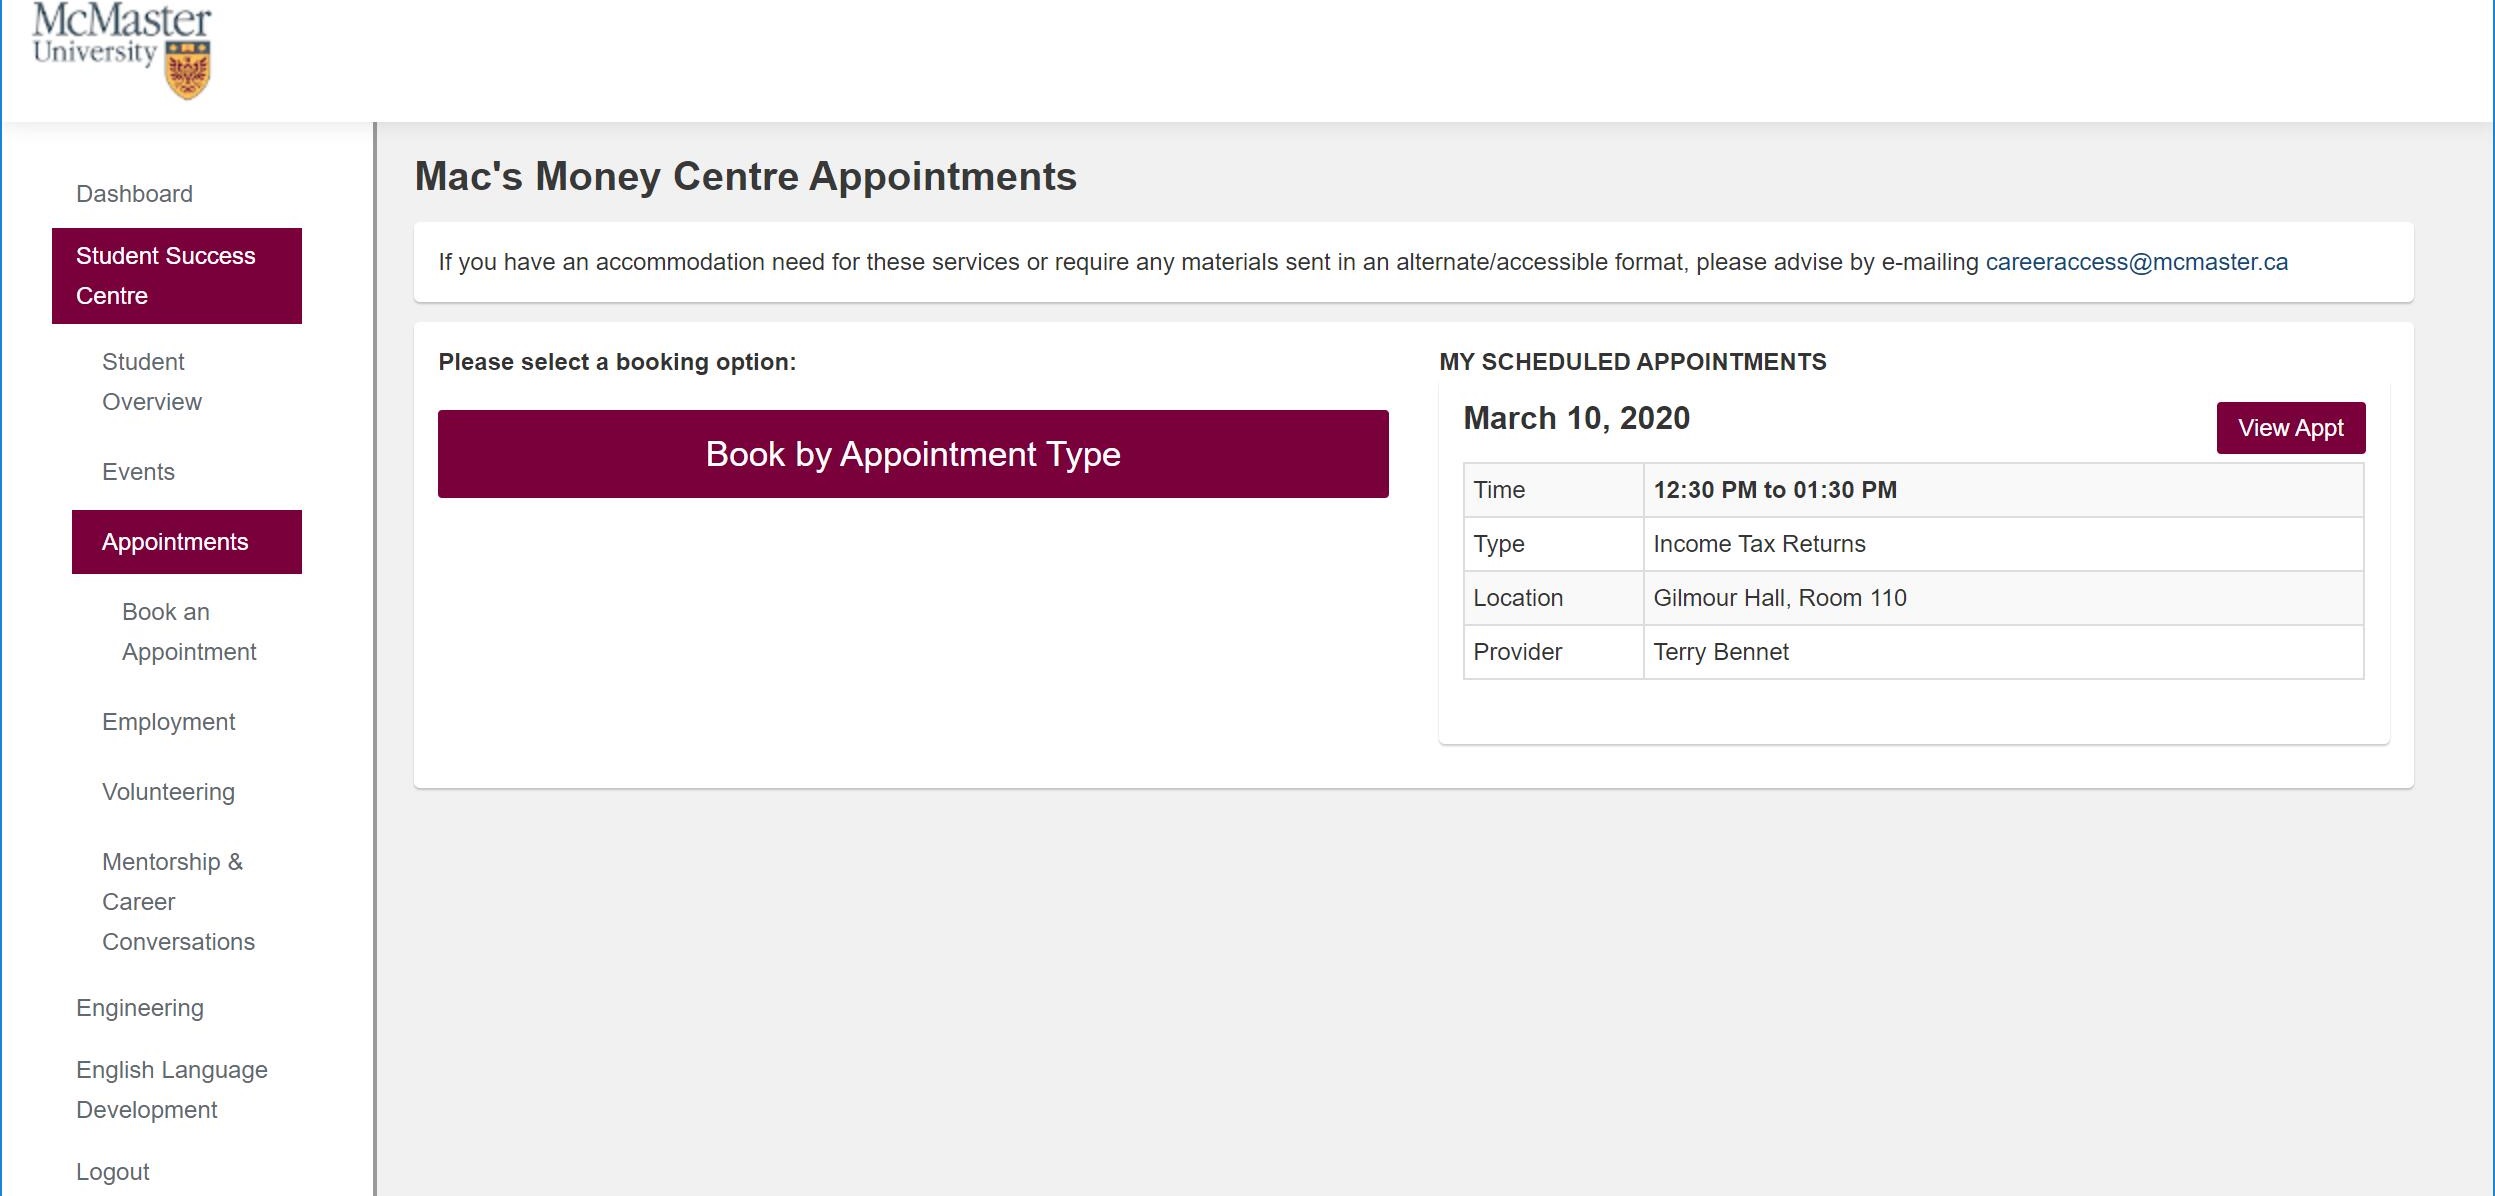 McMaster
University
Dashboard
Student Success
Centre
Student
Overview
Events
Appointments
Book an
Appointment
Employment
Volunteering
Mentorship &
Career
Conversations
Engineering
English Language
Development
Logout
Mac's Money Centre Appointments
If you have an accommodation need for these services or require any materials sent in an alternate/accessible format, please advise by e-mailing careeraccess@mcmaster.ca
Please select a booking option:
Book by Appointment Type
MY SCHEDULED APPOINTMENTS
March 10, 2020
View Appt
Time 12:30 PM to 01:30 PM
Type Income Tax Returns
Location Gilmour Hall, Room 110
Provider Terry Bennet